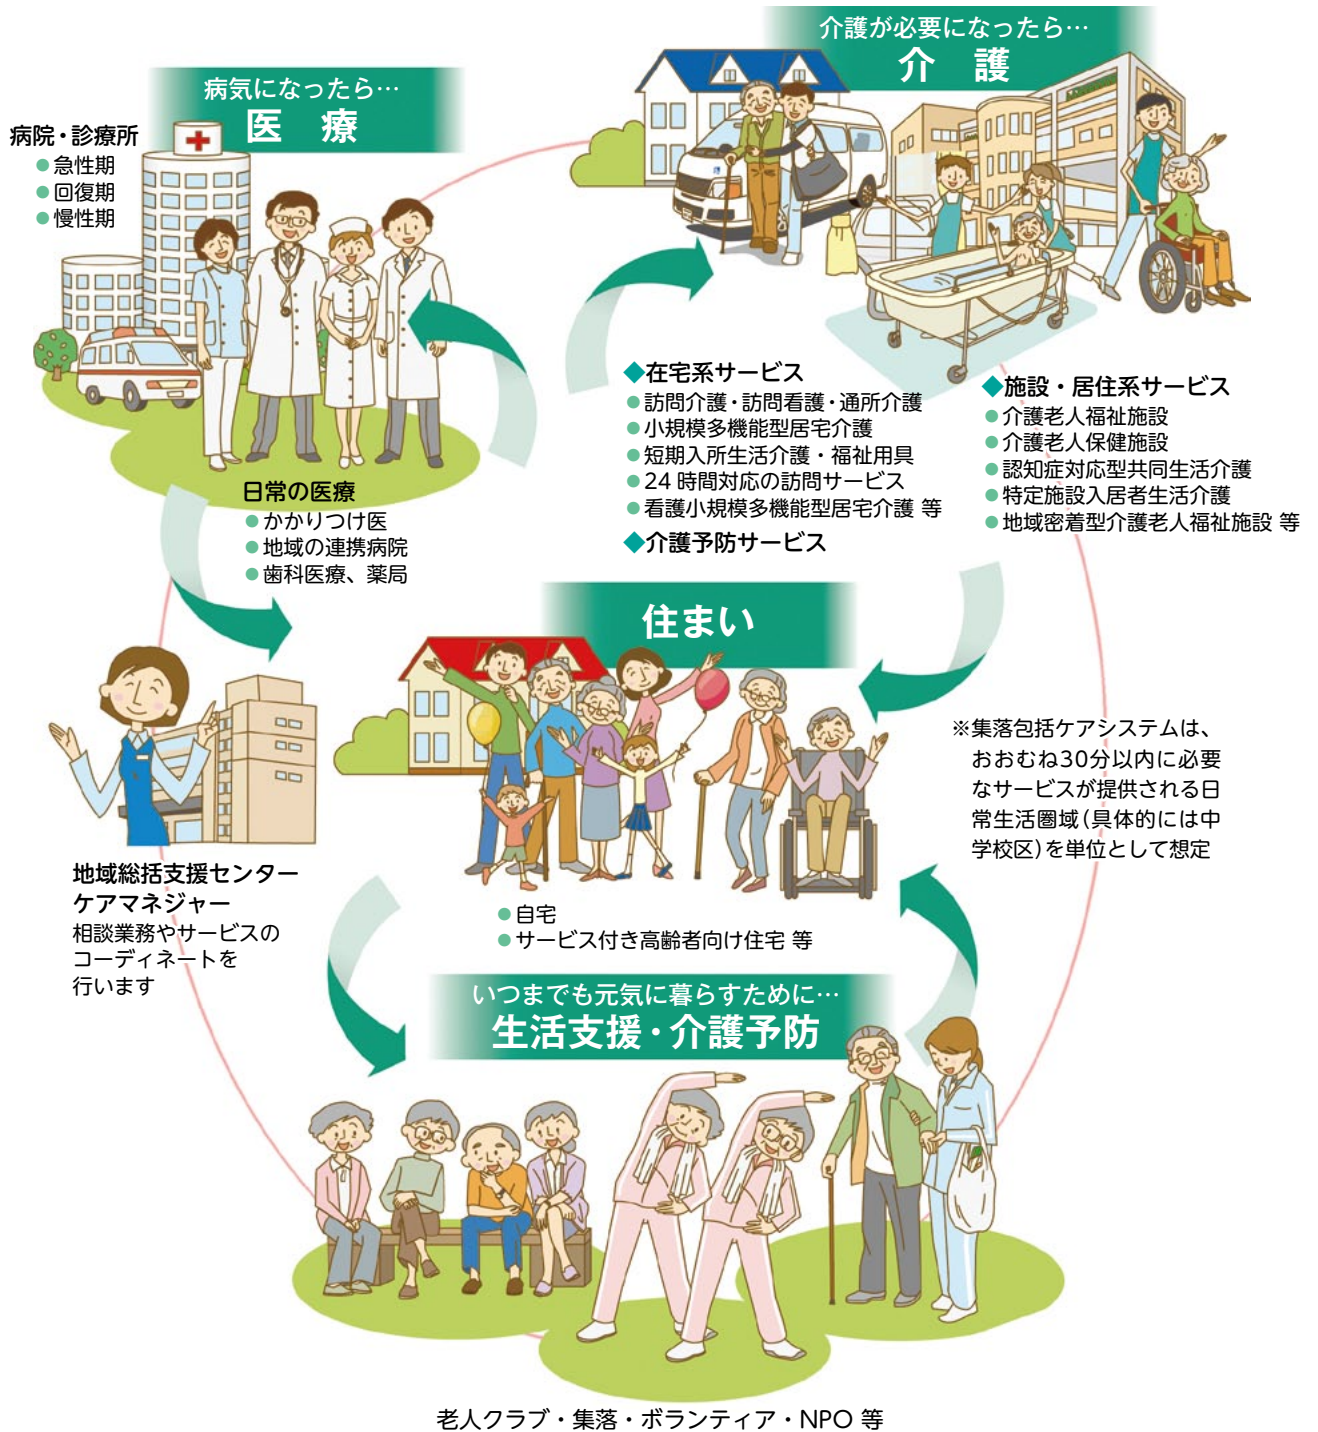 病気になったら…
医療
病院・診療所
●急性期
●回復期
●慢性期
日常の医療
●かかりつけ医
●地域の連携病院
●歯科医療、薬局
介護が必要になったら…
介護
◆在宅系サービス
●訪問介護・訪問看護・通所介護
●小規模多機能型居宅介護
●短期入所生活介護・福祉用具
●24時間対応の訪問サービス
●看護小規模多機能型居宅介護 等
◆介護予防サービス
◆施設・居住系サービス
●介護老人福祉施設
●介護老人保健施設
●認知症対応型共同生活介護
●特定施設入居者生活介護
●地域密着型介護老人福祉施設 等
住まい
●自宅
●サービス付き高齢者向け住宅 等
※集落包括ケアシステムは、
おおむね30分以内に必要
なサービスが提供される日
常生活圏域(具体的には中
学校区)を単位として想定
地域総括支援センター
ケアマネジャー
相談業務やサービスの
コーディネートを
行います
いつまでも元気に暮らすために…
生活支援・介護予防
老人クラブ・集落・ボランティア・NPO 等